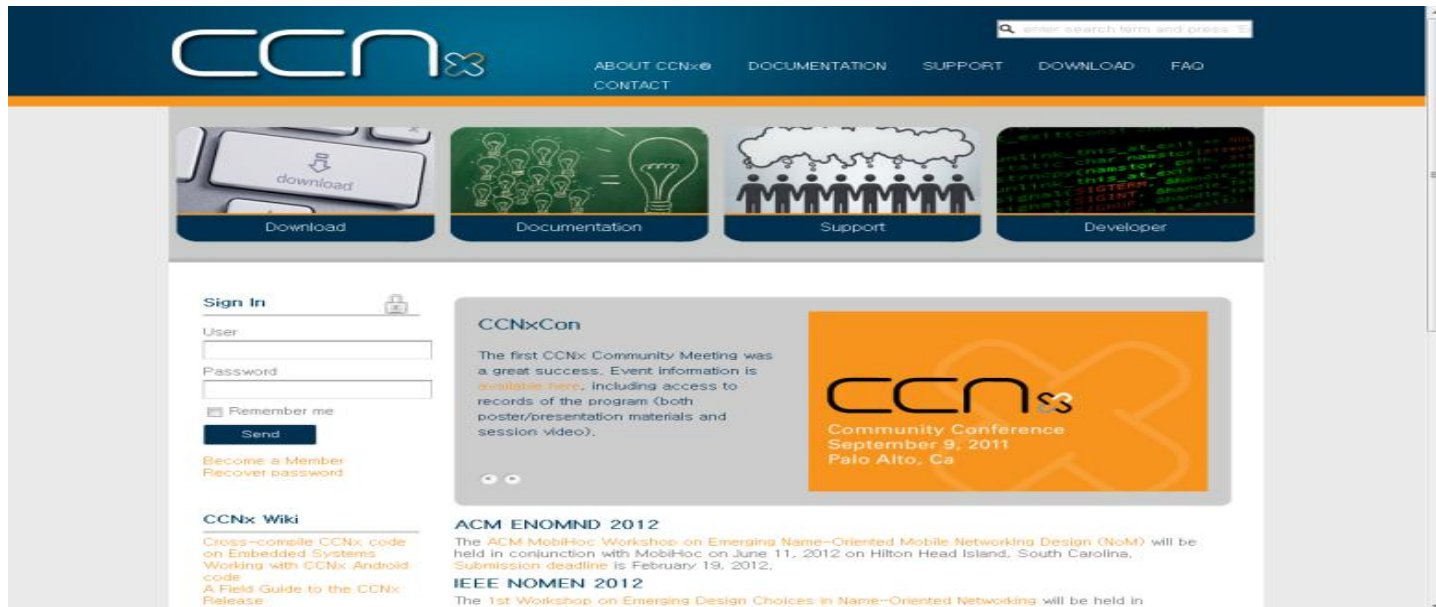 CCNx
enter search term and press
ABOUT CCNx® DOCUMENTATION SUPPORT DOWNLOAD FAQ
CONTACT
download
Download
Documentation
Support
Developer
Sign In
User
Password
Remember me
Send
Become a Member
Recover password
CCNx Wiki
Cross-compile CCNx code
on Embedded Systems
Working with CCNx Android
code
A Field Guide to the CCNx
Release
CCNxCon
The first CCNx Community Meeting was
a great success. Event information is
available here, including access to
records of the program (both
poster/presentation materials and
session video).
CCNx
Community Conference
September 9, 2011
Palo Alto, Ca
ACM ENOMND 2012
The ACM MobiHoc Workshop on Emerging Name-Oriented Mobile Networking Design (NoM) will be
held in conjunction with MobiHoc on June 11, 2012 on Hilton Head Island, South Carolina.
Submission deadline is February 19, 2012.
IEEE NOMEN 2012
The 1st Workshop on Emerging Design Choices in Name-Oriented Networking will be held in